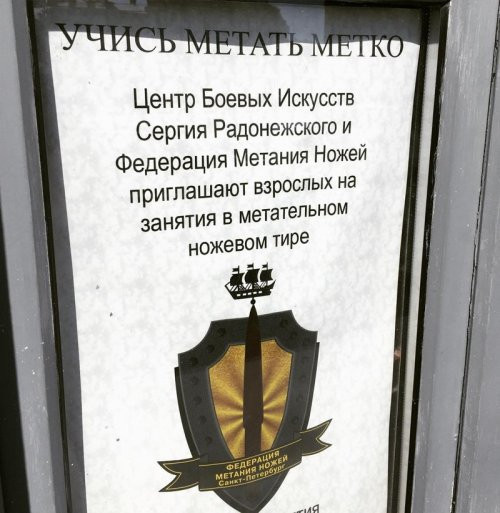 УЧИСЬ МЕТАТЬ МЕТКО
Центр Боевых Искусств
Сергия Радонежского и
Федерация Метания Ножей
приглашают взрослых на
занятия в метательном
ножевом тире
ФЕДЕРАЦИЯ
МЕТАНИЯ НОЖЕЙ
Санкт-Петербург